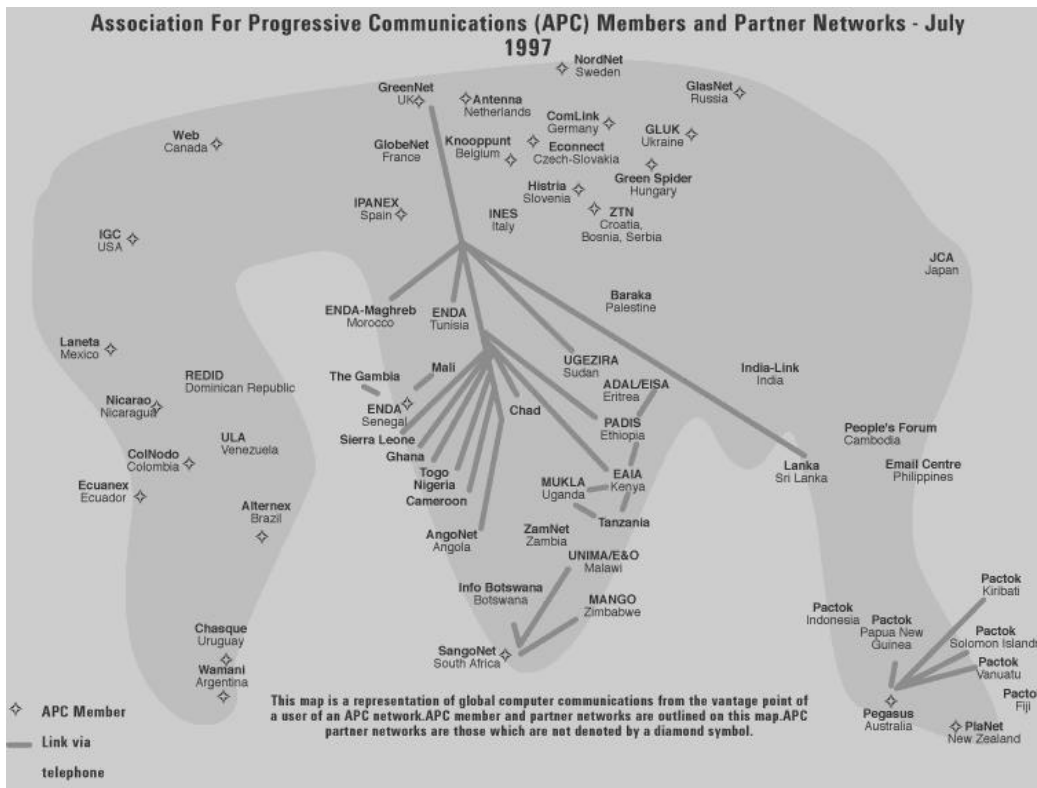 Association For Progressive Communications (APC) Members and Partner Networks - July
1997
NordNet
Sweden
GreenNet
UK
Antenna
Netherlands
GlasNet
Russia
ComLink
Germany
GLUK
Ukraine
Web
Canada
GlobeNet
France
Knooppunt
Belgium
Econnect
Czech-Slovakia
Green Spider
Hungary
Histria
Slovenia
IPANEX
Spain
INES
Italy
ZTN
Croatia,
Bosnia, Serbia
IGC
USA
JCA
Japan
Baraka
Palestine
ENDA-Maghreb
Morocco
ENDA
Tunisia
Laneta
Mexico
UGEZIRA
Sudan
India-Link
India
REDID
Dominican Republic
The Gambia
Mali
ADAL/EISA
Eritrea
Nicarao
Nicaragua
ENDA
Senegal
Chad
PADIS
Ethiopia
People's Forum
Cambodia
ULA
Venezuela
Sierra Leone
Ghana
ColNodo
Colombia
Togo
Nigeria
Cameroon
MUKLA
Uganda
EAIA
Kenya
Lanka
Sri Lanka
Email Centre
Philippines
Ecuanex
Ecuador
Alternex
Brazil
AngoNet
Angola
ZamNet
Zambia
Tanzania
UNIMA/E&O
Malawi
Info Botswana
Botswana
MANGO
Zimbabwe
Pactok
Kiribati
Pactok
Indonesia
Pactok
Papua New
Guinea
Pactok
Solomon Island
Chasque
Uruguay
SangoNet
South Africa
Pactok
Vanuatu
Wamani
Argentina
Pacto
Fiji
Pegasus
Australia
PlaNet
New Zealand
APC Member
Link via
telephone
This map is a representation of global computer communications from the vantage point of
a user of an APC network.APC member and partner networks are outlined on this map.APC
partner networks are those which are not denoted by a diamond symbol.